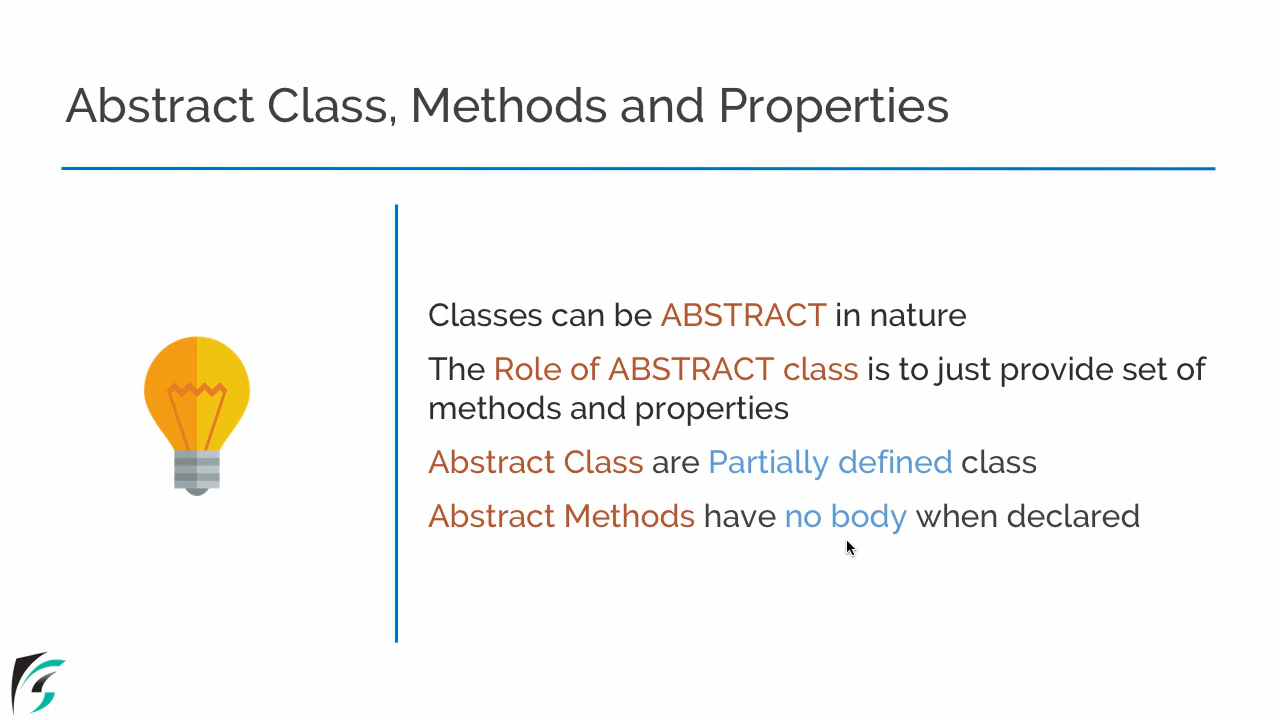 Abstract Class, Methods and Properties
Classes can be ABSTRACT in nature
The Role of ABSTRACT class is to just provide set of
methods and properties
Abstract Class are Partially defined class
Abstract Methods have no body when declared